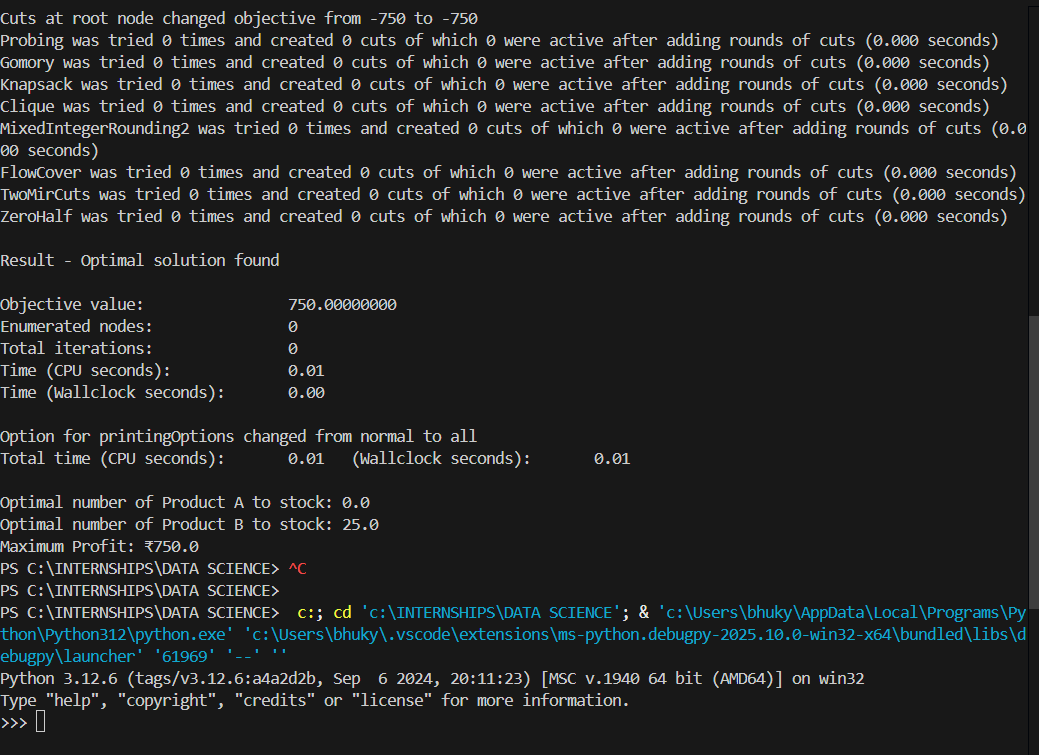 Cuts at root node changed objective from -750 to -750
Probing was tried 0 times and created 0 cuts of which 0 were active after adding rounds of cuts (0.000 seconds)
Gomory was tried 0 times and created 0 cuts of which 0 were active after adding rounds of cuts (0.000 seconds)
Knapsack was tried 0 times and created 0 cuts of which 0 were active after adding rounds of cuts (0.000 seconds)
Clique was tried 0 times and created 0 cuts of which 0 were active after adding rounds of cuts (0.000 seconds)
MixedIntegerRounding2 was tried 0 times and created 0 cuts of which 0 were active after adding rounds of cuts (0.0
00 seconds)
FlowCover was tried 0 times and created 0 cuts of which 0 were active after adding rounds of cuts (0.000 seconds)
TwoMirCuts was tried 0 times and created 0 cuts of which 0 were active after adding rounds of cuts (0.000 seconds)
ZeroHalf was tried 0 times and created 0 cuts of which 0 were active after adding rounds of cuts (0.000 seconds)

Result - Optimal solution found

Objective value:                750.00000000
Enumerated nodes:               0
Total iterations:               0
Time (CPU seconds):             0.01
Time (Wallclock seconds):       0.00

Option for printingOptions changed from normal to all
Total time (CPU seconds):       0.01   (Wallclock seconds):       0.01

Optimal number of Product A to stock: 0.0
Optimal number of Product B to stock: 25.0
Maximum Profit: ₹750.0
PS C:\INTERNSHIPS\DATA SCIENCE> ^C
PS C:\INTERNSHIPS\DATA SCIENCE>
PS C:\INTERNSHIPS\DATA SCIENCE>  c:; cd 'c:\INTERNSHIPS\DATA SCIENCE'; & 'c:\Users\bhuky\AppData\Local\Programs\Py
thon\Python312\python.exe' 'c:\Users\bhuky\.vscode\extensions\ms-python.debugpy-2025.10.0-win32-x64\bundled\libs\d
ebugpy\launcher' '61969' '--' ''
Python 3.12.6 (tags/v3.12.6:a4a2d2b, Sep  6 2024, 20:11:23) [MSC v.1940 64 bit (AMD64)] on win32
Type "help", "copyright", "credits" or "license" for more information.
>>>